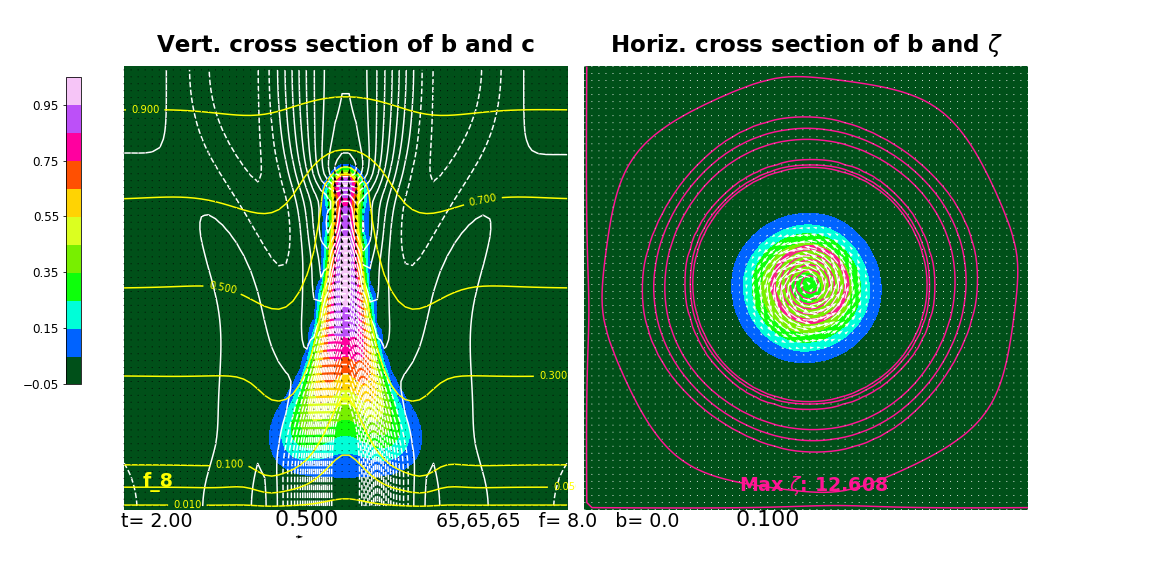 Vert. cross section of b and c
Horiz. cross section of b and ζ
0.95
0.75
0.55
0.35
0.15
−0.05
0.900
0.700
0.500
0.300
0.100
0.010
f_8
Max ζ: 12.608
t= 2.00
0.500
65,65,65
f= 8.0
b= 0.0
0.100